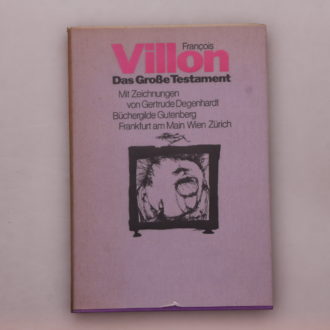 François
Villon
Das Große Testament
Mit Zeichnungen
von Gertrude Degenhardt
Büchergilde Gutenberg
Frankfurt am Main Wien Zürich